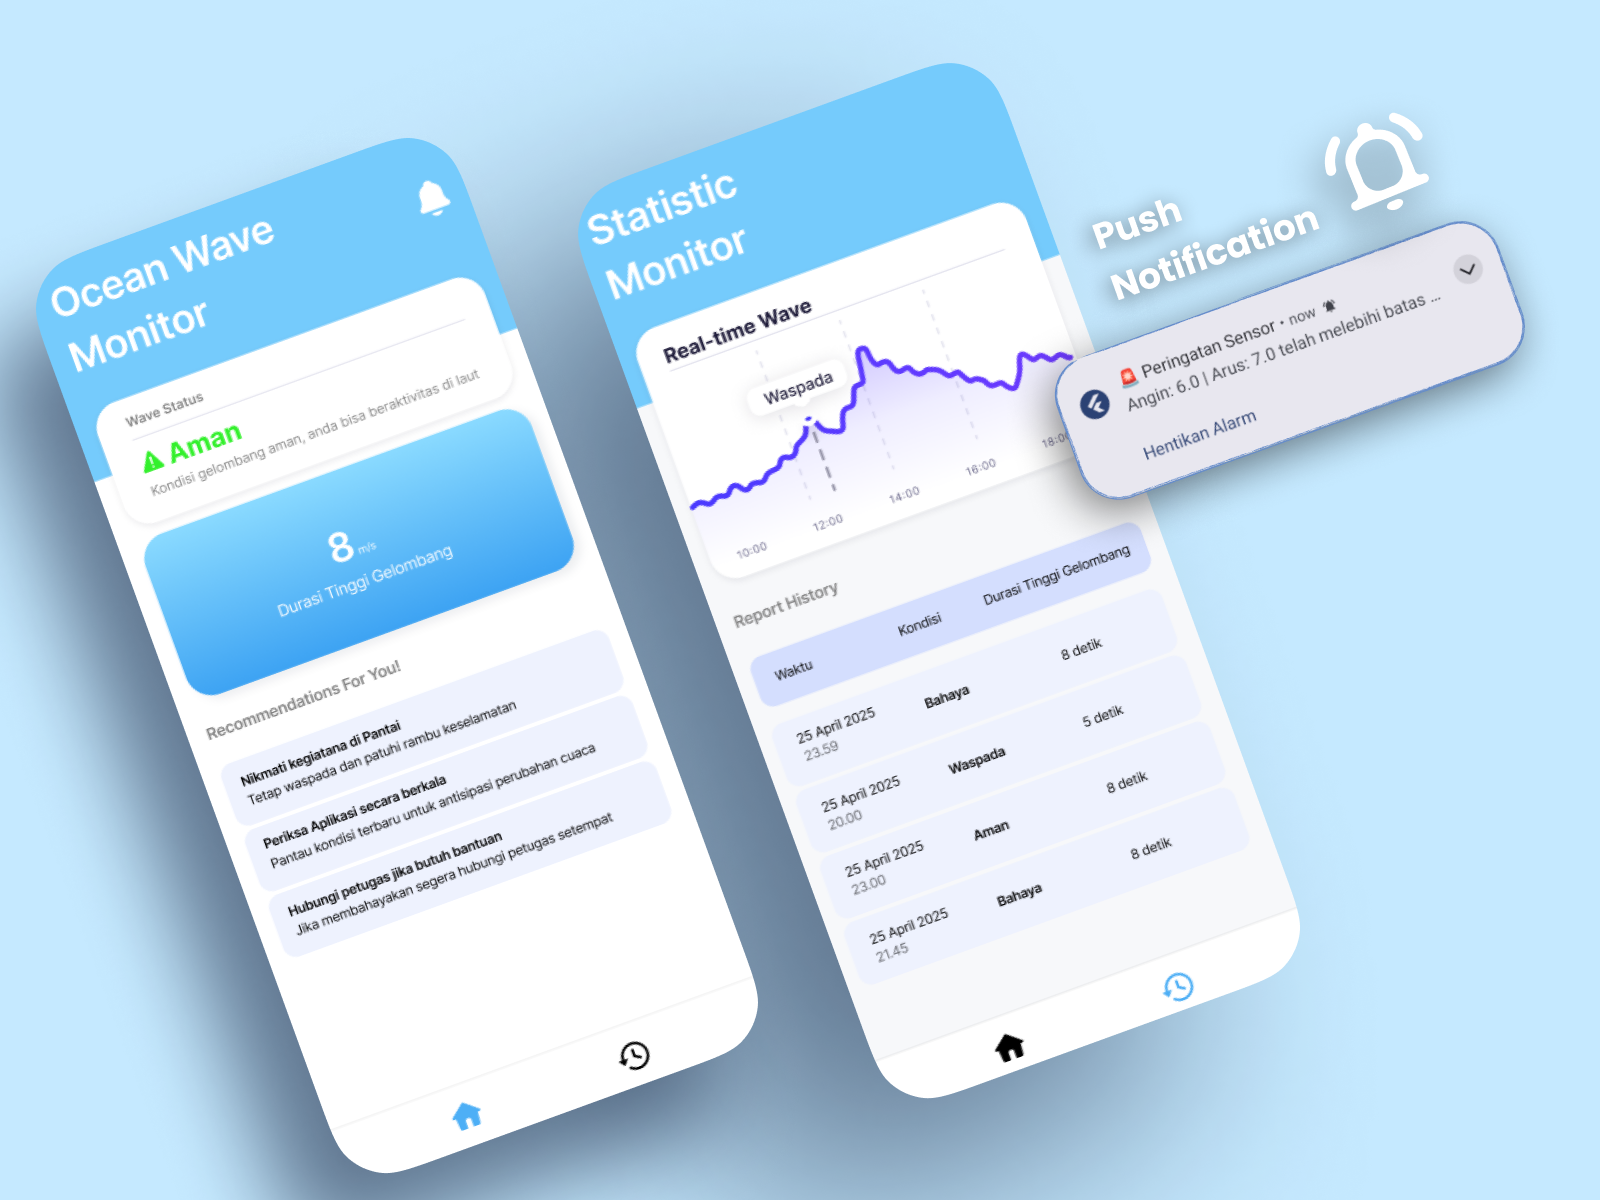 Ocean Wave
Monitor
Wave Status
Aman
Kondisi gelombang aman, anda bisa beraktivitas di laut
8 m/s
Durasi Tinggi Gelombang
Recommendations For You!
Nikmati kegiatana di Pantai
Tetap waspada dan patuhi rambu keselamatan
Periksa Aplikasi secara berkala
Pantau kondisi terbaru untuk antisipasi perubahan cuaca
Hubungi petugas jika butuh bantuan
Jika membahayakan segera hubungi petugas setempat
Statistic
Monitor
Real-time Wave
Waspada
10:00 12:00 14:00 16:00 18:00
Report History
Waktu Kondisi Durasi Tinggi Gelombang
25 April 2025 Bahaya 8 detik
23.59
25 April 2025 Waspada 5 detik
20.00
25 April 2025 Aman 8 detik
23.00
25 April 2025 Bahaya 8 detik
21.45
Push
Notification
Peringatan Sensor • now
Angin: 6.0 | Arus: 7.0 telah melebihi batas ...
Hentikan Alarm